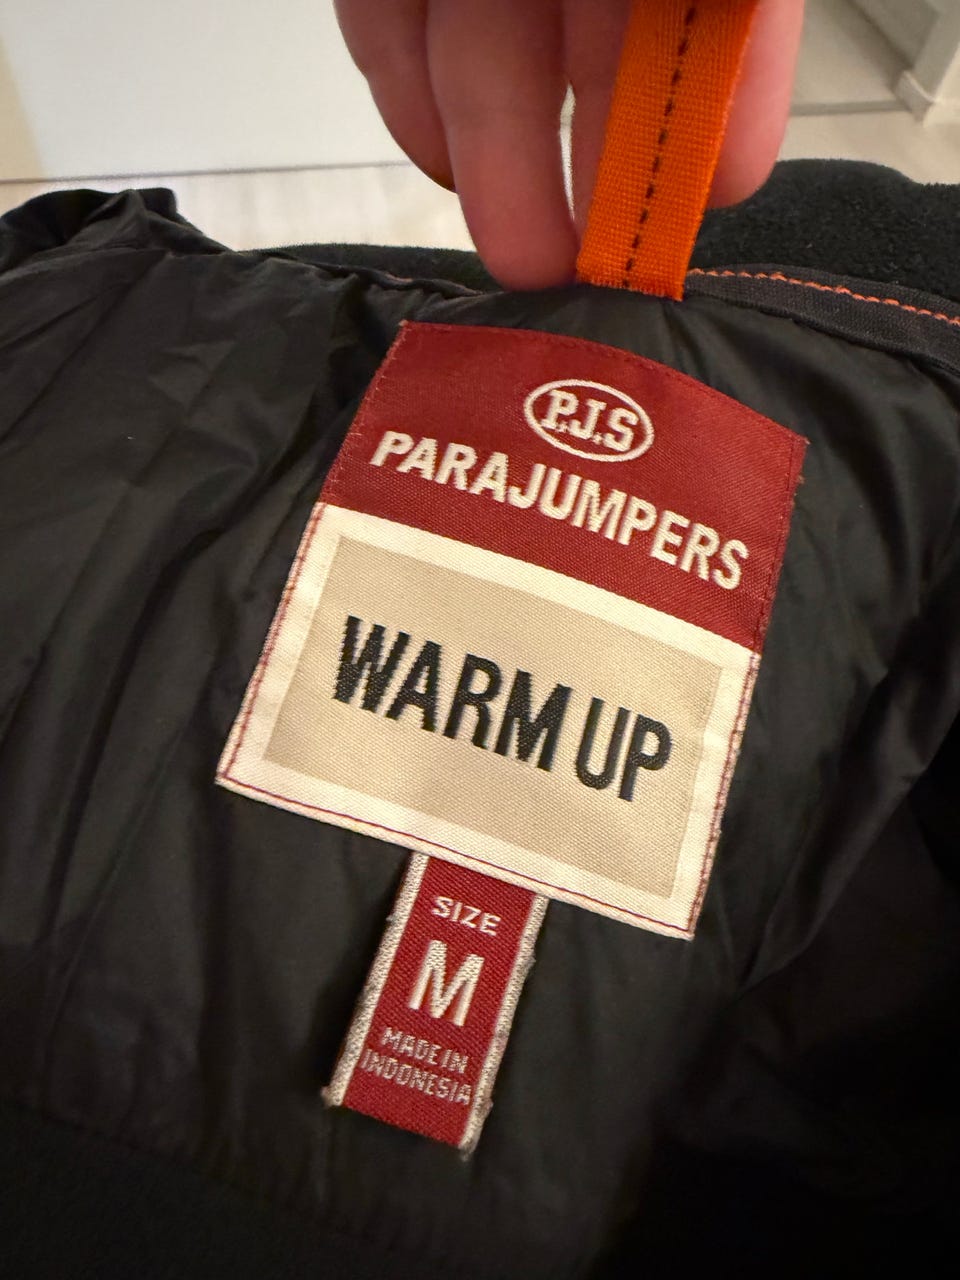 P.J.S
PARAJUMPERS
WARM UP
SIZE
M
MADE IN
INDONESIA